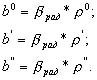 b⁰ = β_рад * ρ⁰;
b' = β_рад * ρ';
b" = β_рад * ρ".